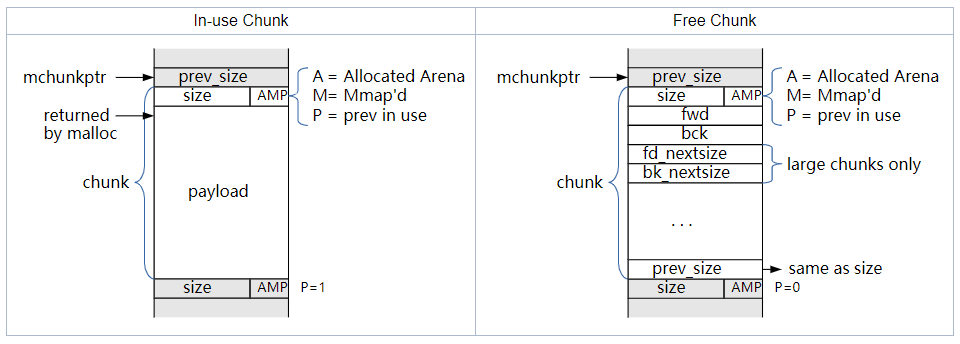 In-use Chunk
mchunkptr
prev_size
size
AMP
A = Allocated Arena
M= Mmap'd
P = prev in use
returned
by malloc
chunk
payload
size
AMP
P=1
Free Chunk
mchunkptr
prev_size
size
AMP
A = Allocated Arena
M= Mmap'd
P = prev in use
fwd
bck
fd_nextsize
bk_nextsize
large chunks only
chunk
...
prev_size
same as size
size
AMP
P=0